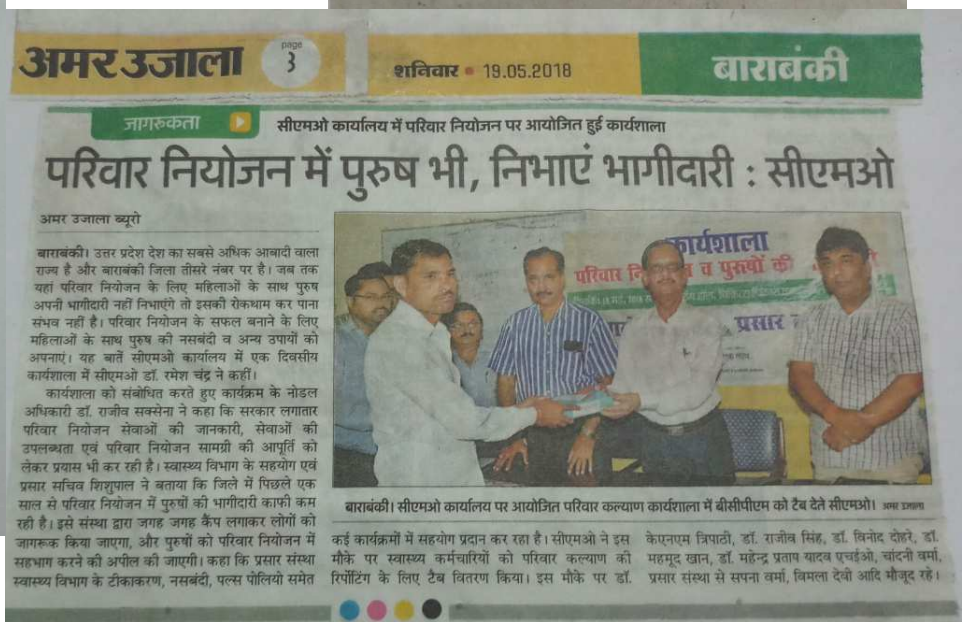 अमर उजाला
page
3
शनिवार • 19.05.2018
बाराबंकी
जागरुकता
सीएमओ कार्यालय में परिवार नियोजन पर आयोजित हुई कार्यशाला
परिवार नियोजन में पुरुष भी, निभाएं भागीदारी : सीएमओ
अमर उजाला ब्यूरो
बाराबंकी। उत्तर प्रदेश देश का सबसे अधिक आबादी वाला
राज्य है और बाराबंकी जिला तीसरे नंबर पर है। जब तक
यहां परिवार नियोजन के लिए महिलाओं के साथ पुरुष
अपनी भागीदारी नहीं निभाएंगे तो इसकी रोकथाम कर पाना
संभव नहीं है। परिवार नियोजन के सफल बनाने के लिए
महिलाओं के साथ पुरुष की नसबंदी व अन्य उपायों को
अपनाएं। यह बातें सीएमओ कार्यालय में एक दिवसीय
कार्यशाला में सीएमओ डॉ. रमेश चंद्र ने कहीं।
कार्यशाला को संबोधित करते हुए कार्यक्रम के नोडल
अधिकारी डॉ. राजीव सक्सेना ने कहा कि सरकार लगातार
परिवार नियोजन सेवाओं की जानकारी, सेवाओं की
उपलब्धता एवं परिवार नियोजन सामग्री की आपूर्ति को
लेकर प्रयास भी कर रही है। स्वास्थ्य विभाग के सहयोग एवं
प्रसार सचिव शिशुपाल ने बताया कि जिले में पिछले एक
साल से परिवार नियोजन में पुरुषों की भागीदारी काफी कम
रही है। इसे संस्था द्वारा जगह जगह कैंप लगाकर लोगों को
जागरूक किया जाएगा, और पुरुषों को परिवार नियोजन में
सहभाग करने की अपील की जाएगी। कहा कि प्रसार संस्था
स्वास्थ्य विभाग के टीकाकरण, नसबंदी, पल्स पोलियो समेत
कार्यशाला
परिवार व पुरुषों की
प्रसार
बाराबंकी। सीएमओ कार्यालय पर आयोजित परिवार कल्याण कार्यशाला में बीसीपीएम को टैब देते सीएमओ। अमर उजाला
कई कार्यक्रमों में सहयोग प्रदान कर रहा है। सीएमओ ने इस
मौके पर स्वास्थ्य कर्मचारियों को परिवार कल्याण की
रिपोर्टिंग के लिए टैब वितरण किया। इस मौके पर डॉ.
केएनएम त्रिपाठी, डॉ. राजीव सिंह, डॉ. विनोद दोहरे, डॉ.
महमूद खान, डॉ. महेन्द्र प्रताप यादव एचईओ, चांदनी वर्मा,
प्रसार संस्था से सपना वर्मा, विमला देवी आदि मौजूद रहे।